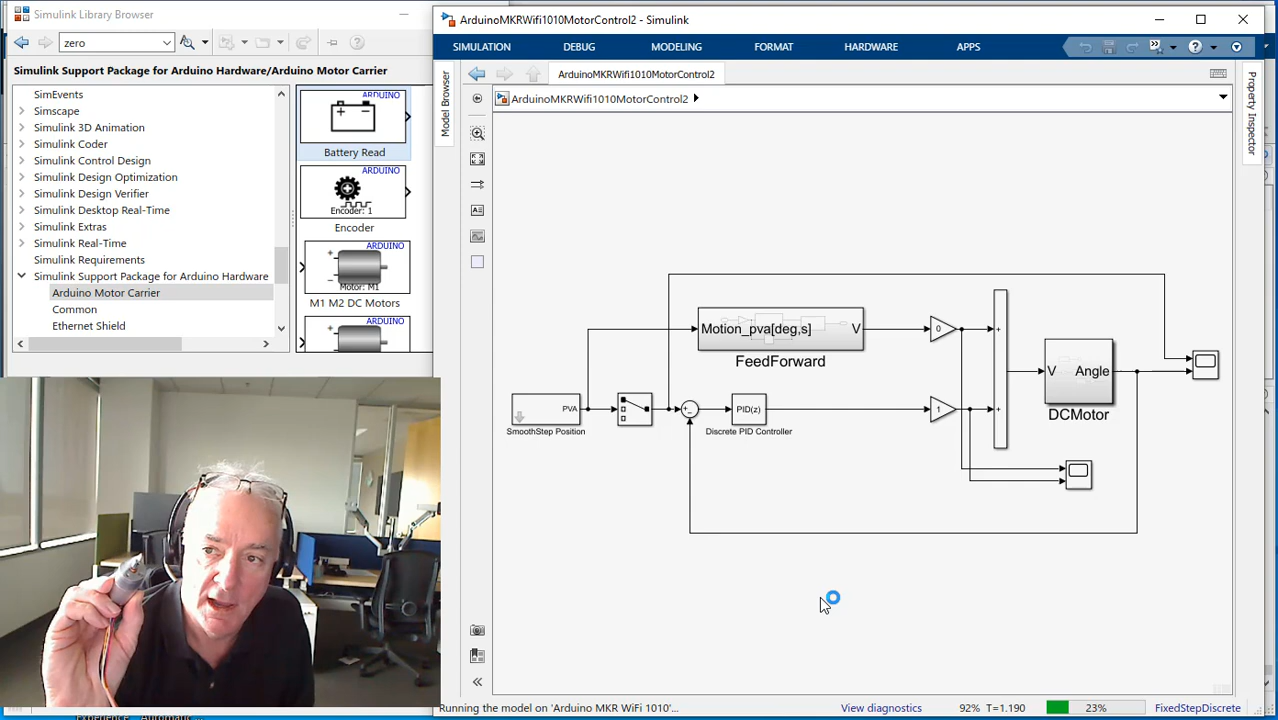 Simulink Library Browser
zero
Simulink Support Package for Arduino Hardware/Arduino Motor Carrier
SimEvents
Simscape
Simulink 3D Animation
Simulink Coder
Simulink Control Design
Simulink Design Optimization
Simulink Design Verifier
Simulink Desktop Real-Time
Simulink Extras
Simulink Real-Time
Simulink Requirements
Simulink Support Package for Arduino Hardware
Arduino Motor Carrier
Common
Ethernet Shield
ARDUINO
Battery Read
ARDUINO
Encoder: 1
Encoder
ARDUINO
Motor: M1
M1 M2 DC Motors
ARDUINO
ArduinoMKRWifi1010MotorControl2 - Simulink
SIMULATION DEBUG MODELING FORMAT HARDWARE APPS
ArduinoMKRWifi1010MotorControl2
ArduinoMKRWifi1010MotorControl2
Model Browser
Property Inspector
Motion_pva[deg,s] V
FeedForward
0
PVA
SmoothStep Position
PID(z)
Discrete PID Controller
1
V Angle
DCMotor
Running the model on 'Arduino MKR WiFi 1010'... View diagnostics 92% T=1.190 23% FixedStepDiscrete
Experience Automatic ...